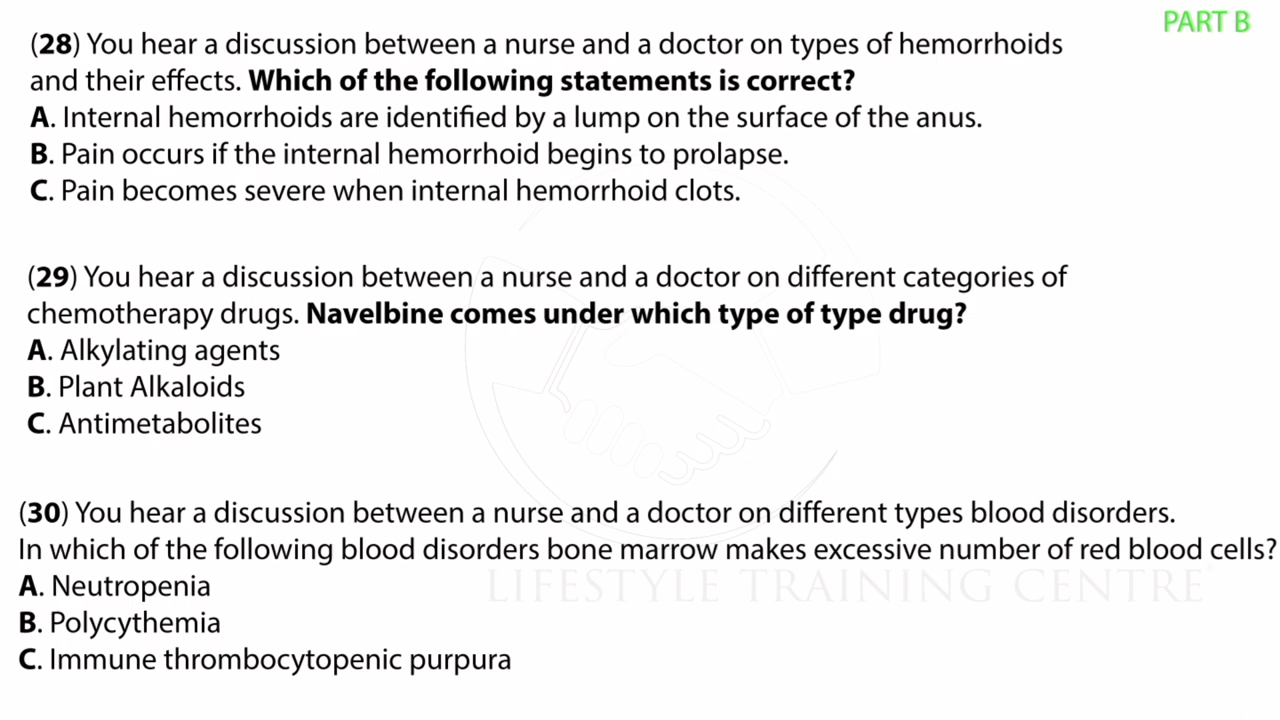 PART B
(28) You hear a discussion between a nurse and a doctor on types of hemorrhoids
and their effects. Which of the following statements is correct?
A. Internal hemorrhoids are identified by a lump on the surface of the anus.
B. Pain occurs if the internal hemorrhoid begins to prolapse.
C. Pain becomes severe when internal hemorrhoid clots.
(29) You hear a discussion between a nurse and a doctor on different categories of
chemotherapy drugs. Navelbine comes under which type of type drug?
A. Alkylating agents
B. Plant Alkaloids
C. Antimetabolites
(30) You hear a discussion between a nurse and a doctor on different types blood disorders.
In which of the following blood disorders bone marrow makes excessive number of red blood cells?
A. Neutropenia
LIFESTYLE TRAINING CENTRE
B. Polycythemia
C. Immune thrombocytopenic purpura